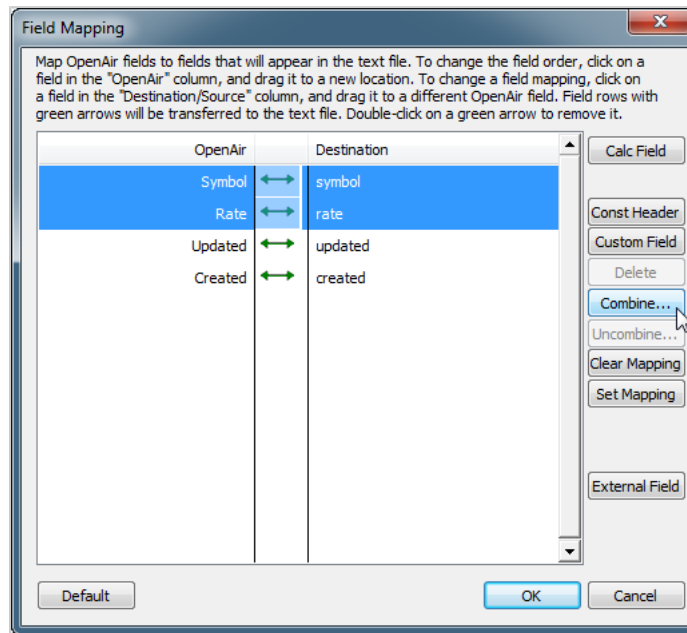 Field Mapping
x
Map OpenAir fields to fields that will appear in the text file. To change the field order, click on a
field in the "OpenAir" column, and drag it to a new location. To change a field mapping, click on
a field in the "Destination/Source" column, and drag it to a different OpenAir field. Field rows with
green arrows will be transferred to the text file. Double-click on a green arrow to remove it.
OpenAir Destination
Symbol symbol
Rate rate
Updated updated
Created created
Calc Field
Const Header
Custom Field
Delete
Combine...
Uncombine...
Clear Mapping
Set Mapping
External Field
Default OK Cancel